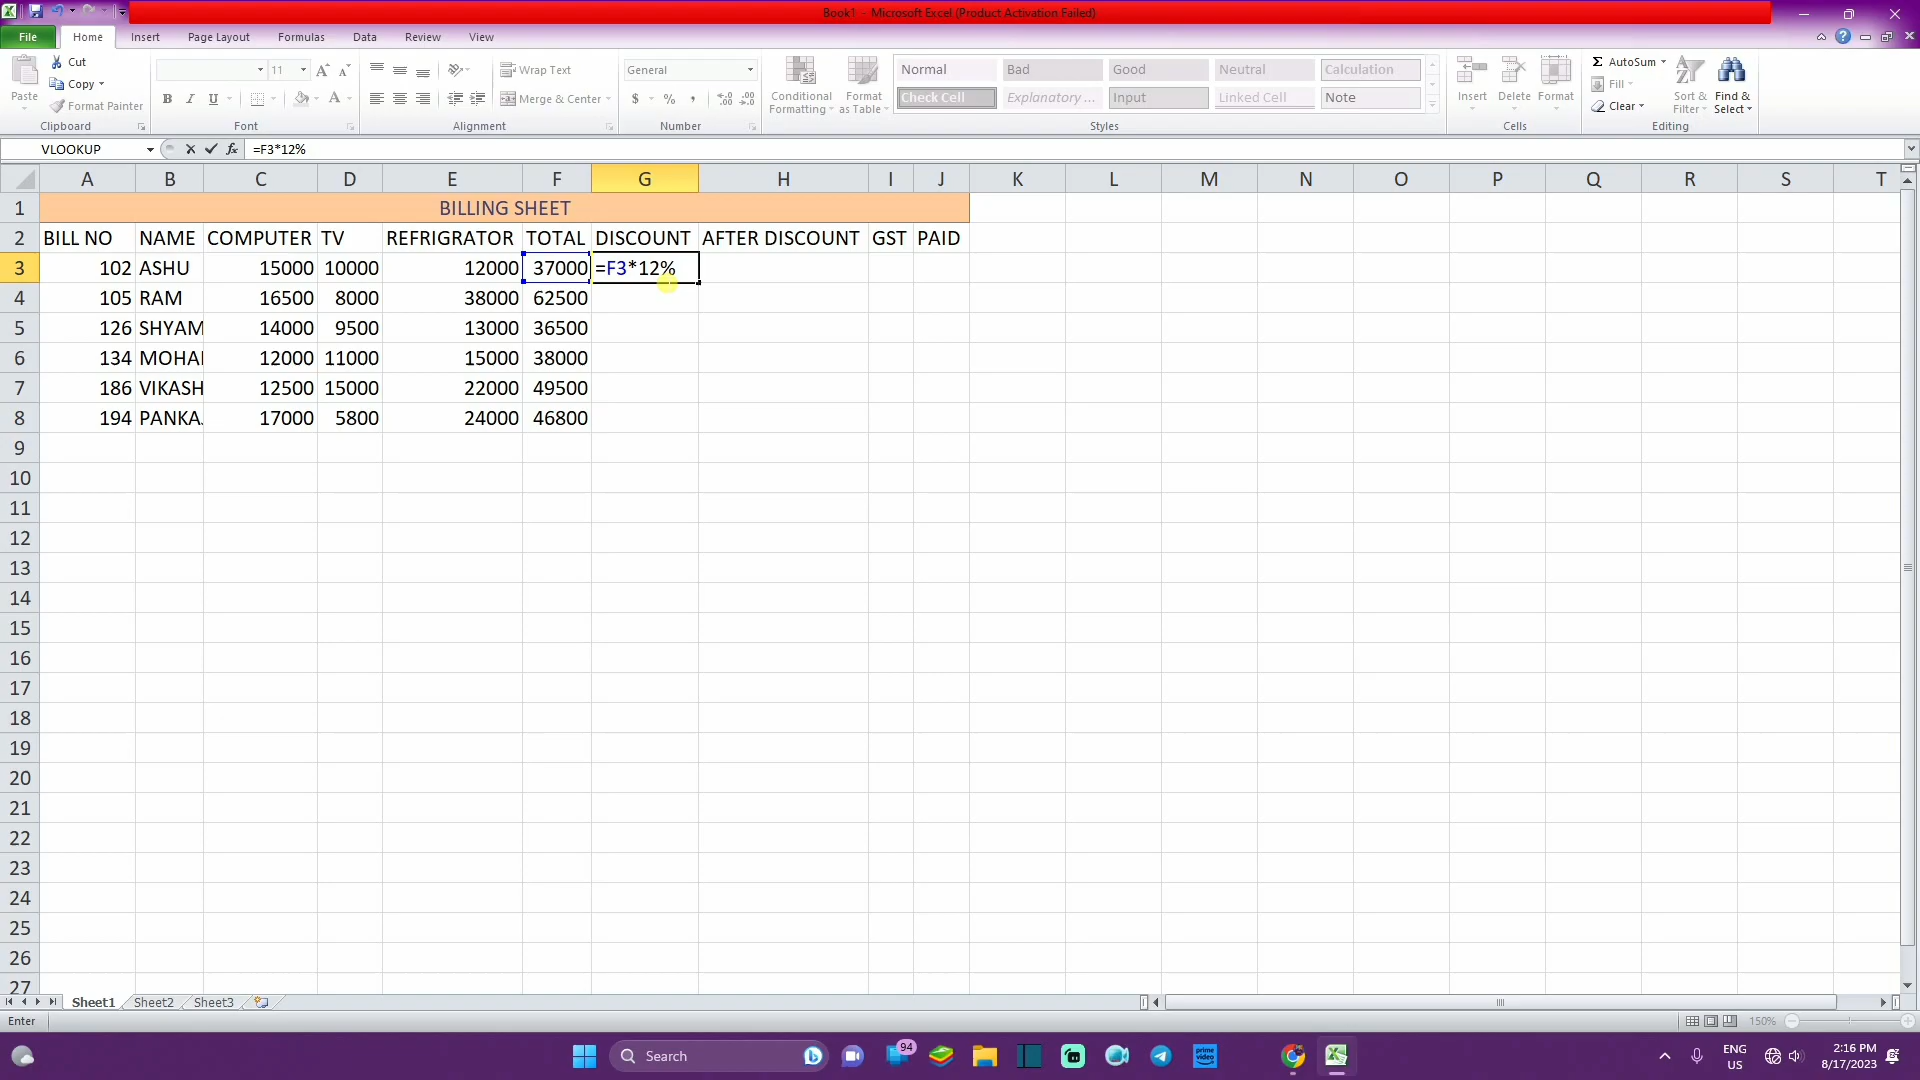 Book1 - Microsoft Excel (Product Activation Failed)
File Home Insert Page Layout Formulas Data Review View
Paste Cut Copy Format Painter Clipboard
11 B I U A Font
Wrap Text Merge & Center Alignment
General $ % , Number
Conditional Formatting Format as Table
Normal Bad Good Neutral Calculation
Check Cell Explanatory ... Input Linked Cell Note
Styles
Insert Delete Format Cells
AutoSum Fill Clear Sort & Filter Find & Select Editing
VLOOKUP fx =F3*12%
A B C D E F G H I J K L M N O P Q R S T
1 BILLING SHEET
2 BILL NO NAME COMPUTER TV REFRIGRATOR TOTAL DISCOUNT AFTER DISCOUNT GST PAID
3 102 ASHU 15000 10000 12000 37000 =F3*12%
4 105 RAM 16500 8000 38000 62500
5 126 SHYAM 14000 9500 13000 36500
6 134 MOHA 12000 11000 15000 38000
7 186 VIKASH 12500 15000 22000 49500
8 194 PANKA 17000 5800 24000 46800
9
10
11
12
13
14
15
16
17
18
19
20
21
22
23
24
25
26
27
Sheet1 Sheet2 Sheet3
Enter 150%
Search 94 prime video ENG US 2:16 PM 8/17/2023